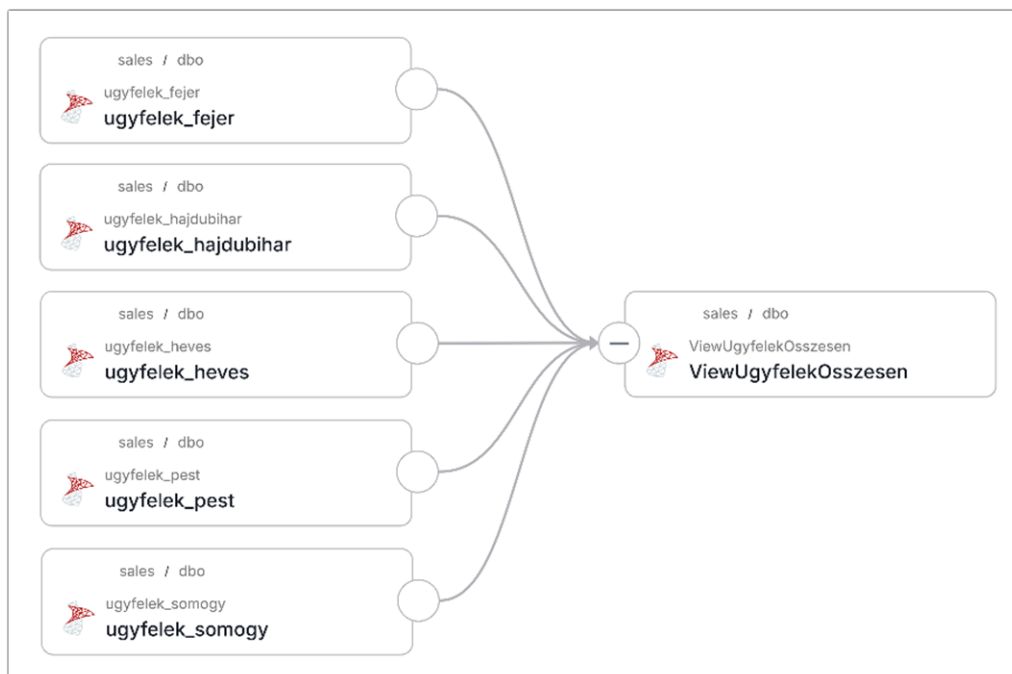 sales / dbo
ugyfelek_fejer
ugyfelek_fejer
sales / dbo
ugyfelek_hajdubihar
ugyfelek_hajdubihar
sales / dbo
ugyfelek_heves
ugyfelek_heves
sales / dbo
ugyfelek_pest
ugyfelek_pest
sales / dbo
ugyfelek_somogy
ugyfelek_somogy
sales / dbo
ViewUgyfelekOsszesen
ViewUgyfelekOsszesen